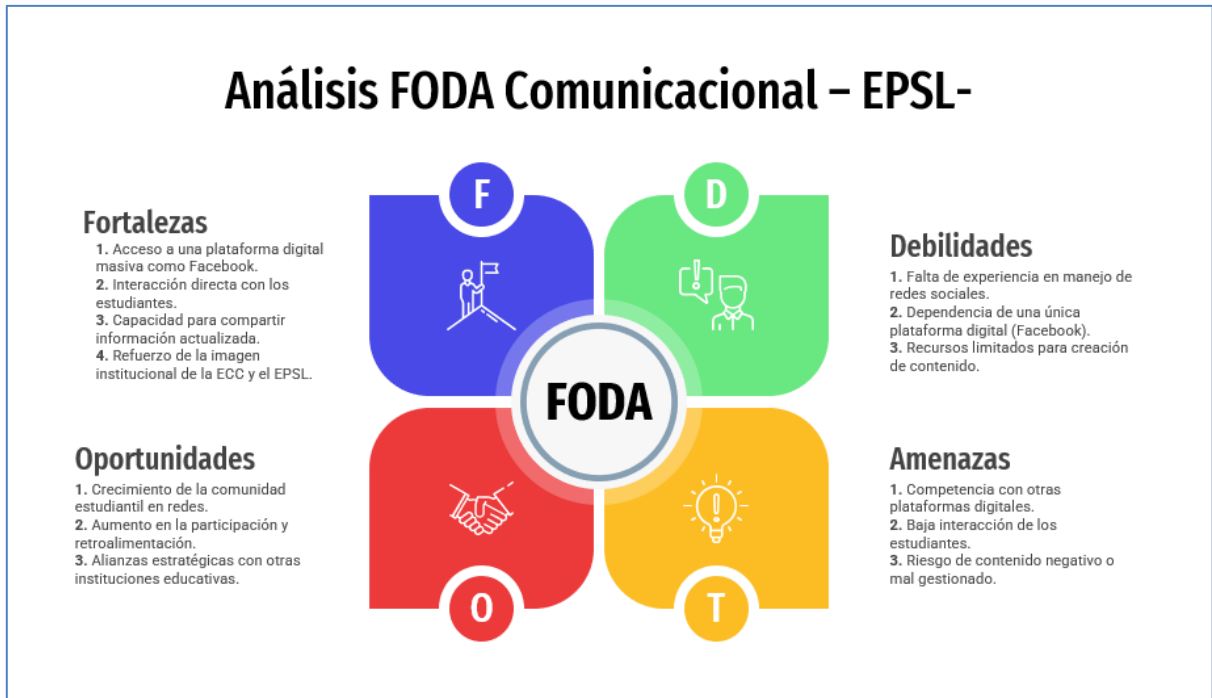 Análisis FODA Comunicacional – EPSL-
F
D
Fortalezas
1. Acceso a una plataforma digital
masiva como Facebook.
2. Interacción directa con los
estudiantes.
3. Capacidad para compartir
información actualizada.
4. Refuerzo de la imagen
institucional de la ECC y el EPSL.
Debilidades
1. Falta de experiencia en manejo de
redes sociales.
2. Dependencia de una única
plataforma digital (Facebook).
3. Recursos limitados para creación
de contenido.
FODA
Oportunidades
1. Crecimiento de la comunidad
estudiantil en redes.
2. Aumento en la participación y
retroalimentación.
3. Alianzas estratégicas con otras
instituciones educativas.
Amenazas
1. Competencia con otras
plataformas digitales.
2. Baja interacción de los
estudiantes.
3. Riesgo de contenido negativo o
mal gestionado.
O
T